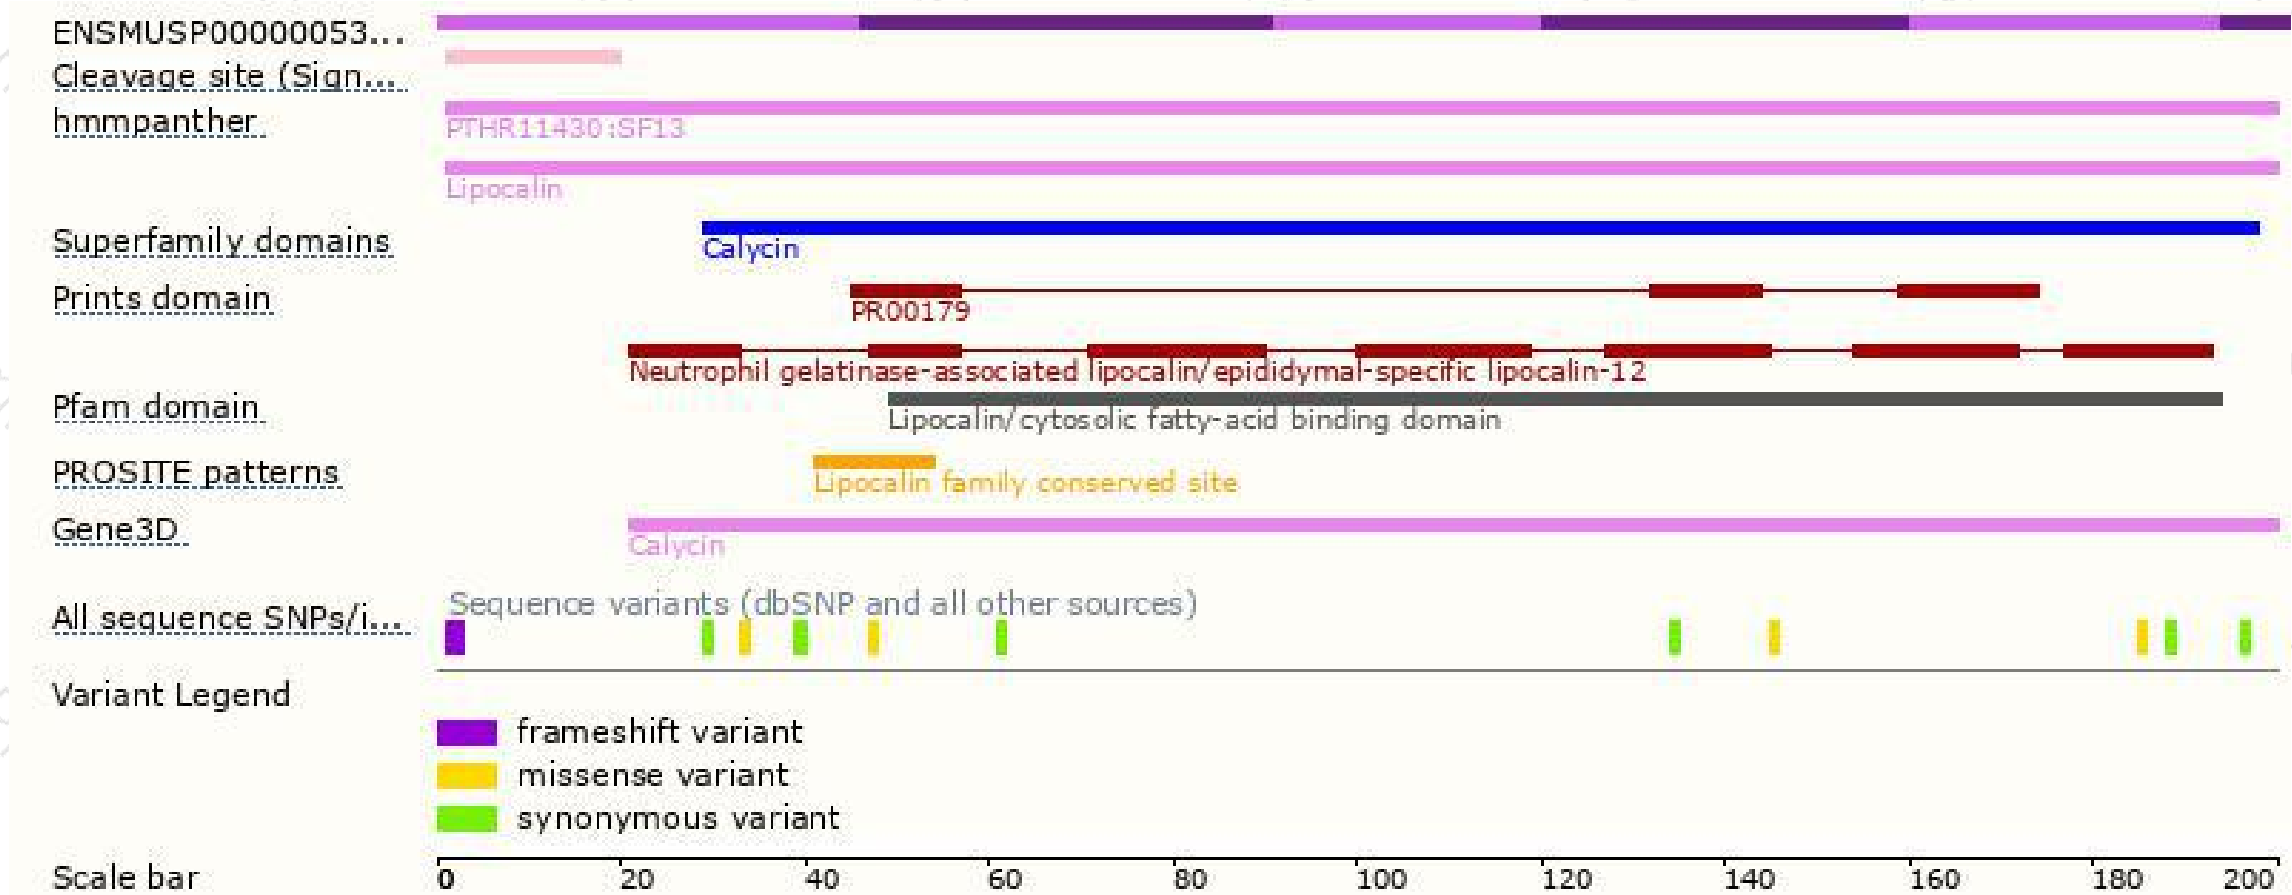 ENSMUSP00000053...
Cleavage site (Sign...
hmmpanther
PTHR11430:SF13
Lipocalin
Superfamily domains
Calycin
Prints domain
PR00179
Neutrophil gelatinase-associated lipocalin/epididymal-specific lipocalin-12
Pfam domain
Lipocalin/cytosolic fatty-acid binding domain
PROSITE patterns
Lipocalin family conserved site
Gene3D
Calycin
Sequence variants (dbSNP and all other sources)
All sequence SNPs/i...
Variant Legend
frameshift variant
missense variant
synonymous variant
Scale bar 0 20 40 60 80 100 120 140 160 180 200